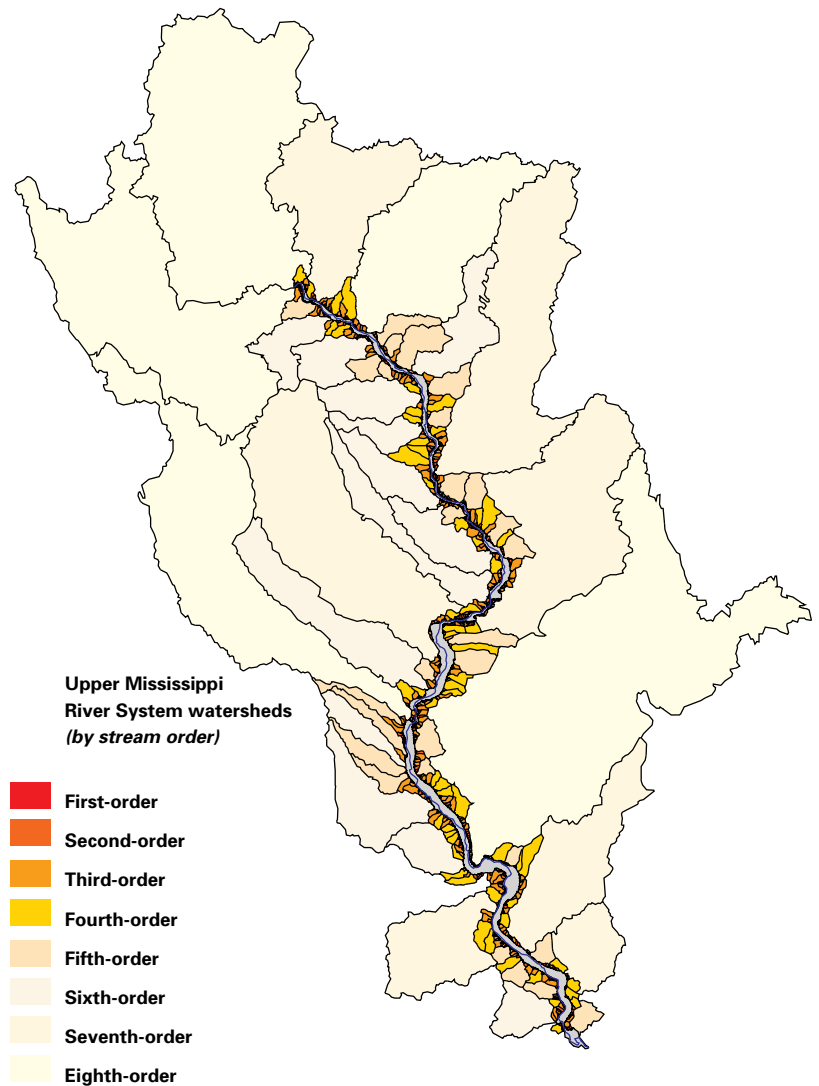 Upper Mississippi
River System watersheds
(by stream order)
First-order
Second-order
Third-order
Fourth-order
Fifth-order
Sixth-order
Seventh-order
Eighth-order